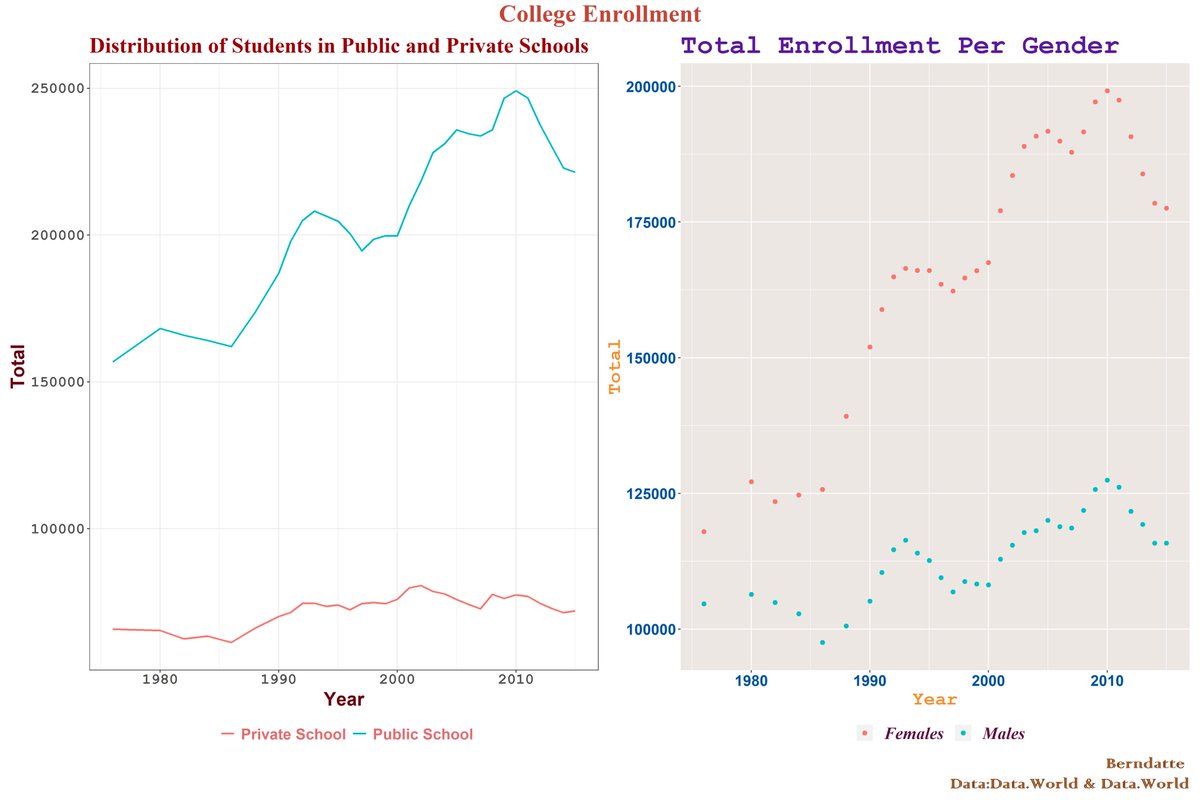 College Enrollment
Distribution of Students in Public and Private Schools
250000
200000
150000
100000
Total
1980 1990 2000 2010
Year
Private School Public School
Total Enrollment Per Gender
200000
175000
150000
125000
100000
Total
1980 1990 2000 2010
Year
Females Males
Berndatte
Data:Data.World & Data.World